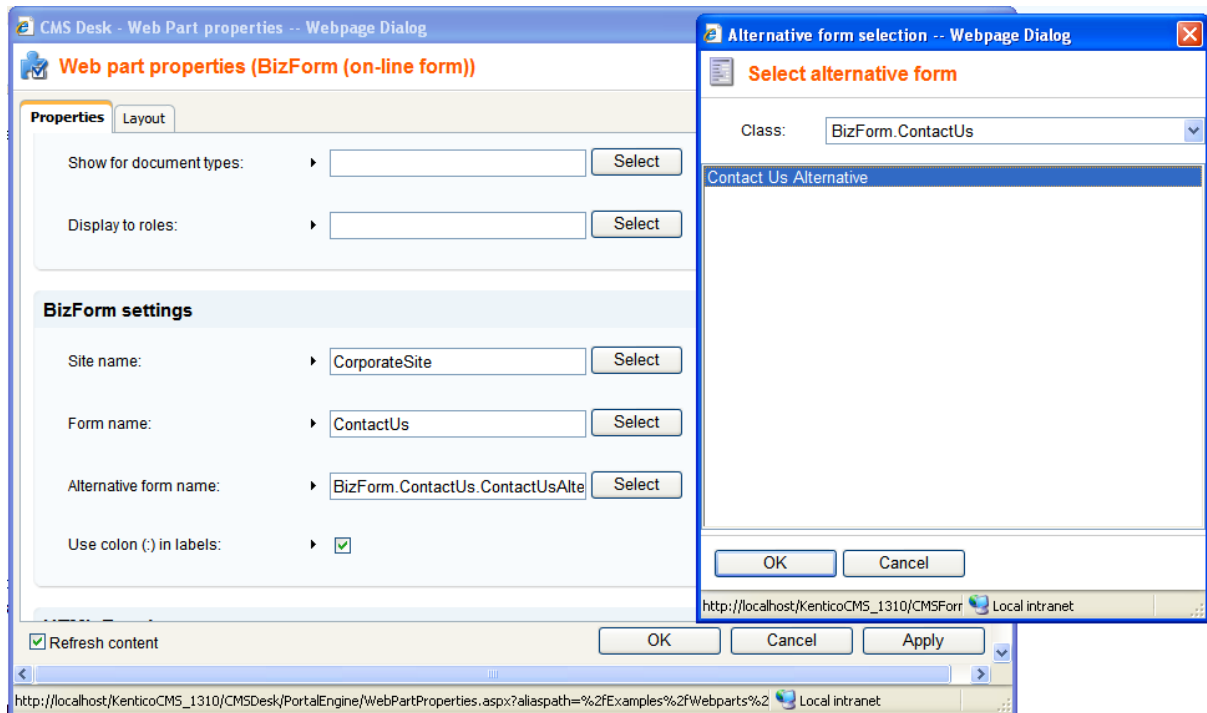 CMS Desk - Web Part properties -- Webpage Dialog
Web part properties (BizForm (on-line form))
Properties
Layout
Show for document types:
Select
Display to roles:
Select
BizForm settings
Site name:
CorporateSite
Select
Form name:
ContactUs
Select
Alternative form name:
BizForm.ContactUs.ContactUsAlte
Select
Use colon (:) in labels:
Refresh content
OK
Cancel
Apply
http://localhost/KenticoCMS_1310/CMSDesk/PortalEngine/WebPartProperties.aspx?aliaspath=%2fExamples%2fWebparts%2
Local intranet
Alternative form selection -- Webpage Dialog
Select alternative form
Class:
BizForm.ContactUs
Contact Us Alternative
OK
Cancel
http://localhost/KenticoCMS_1310/CMSForr
Local intranet